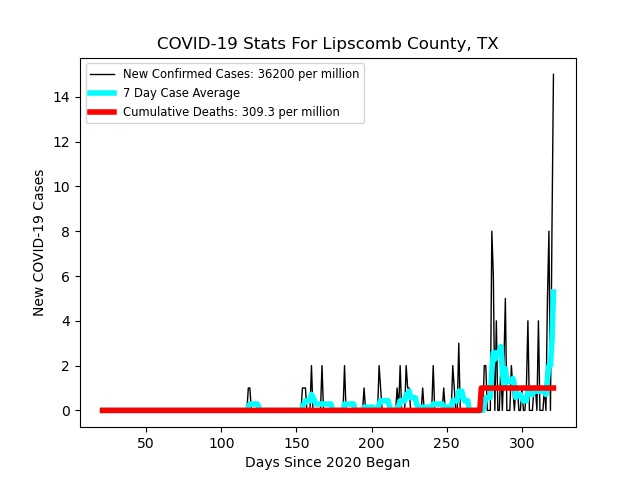 COVID-19 Stats For Lipscomb County, TX
New Confirmed Cases: 36200 per million
7 Day Case Average
Cumulative Deaths: 309.3 per million
New COVID-19 Cases
14
12
10
8
6
4
2
0
50 100 150 200 250 300
Days Since 2020 Began